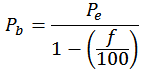 P_b = P_e / (1 − (f/100))